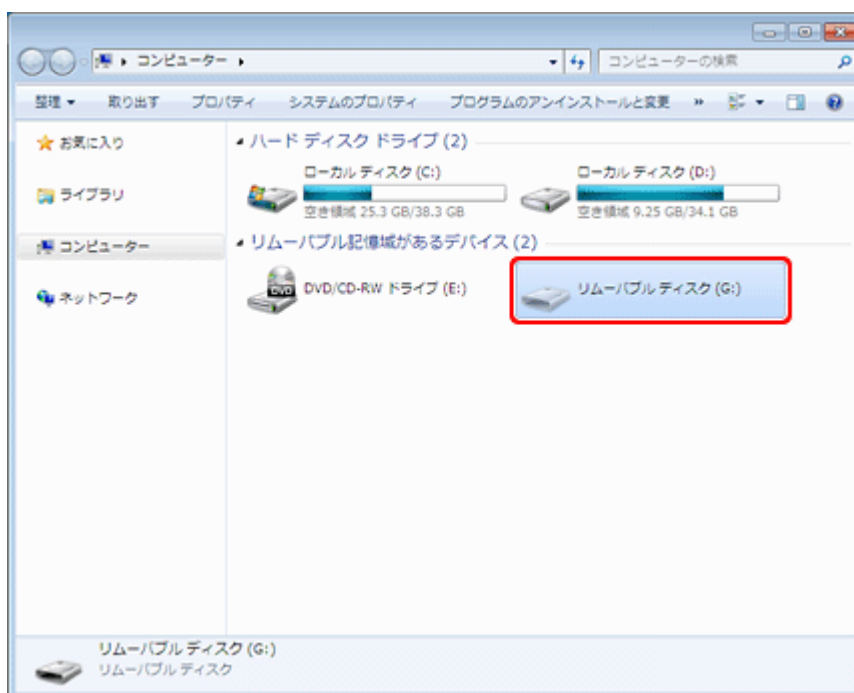 コンピューター
コンピューターの検索
整理 取り出す プロパティ システムのプロパティ プログラムのアンインストールと変更 »
お気に入り
ライブラリ
コンピューター
ネットワーク
ハード ディスク ドライブ (2)
ローカル ディスク (C:)
空き領域 25.3 GB/38.3 GB
ローカル ディスク (D:)
空き領域 9.25 GB/34.1 GB
リムーバブル記憶域があるデバイス (2)
DVD
DVD/CD-RW ドライブ (E:)
リムーバブル ディスク (G:)
リムーバブル ディスク (G:)
リムーバブル ディスク